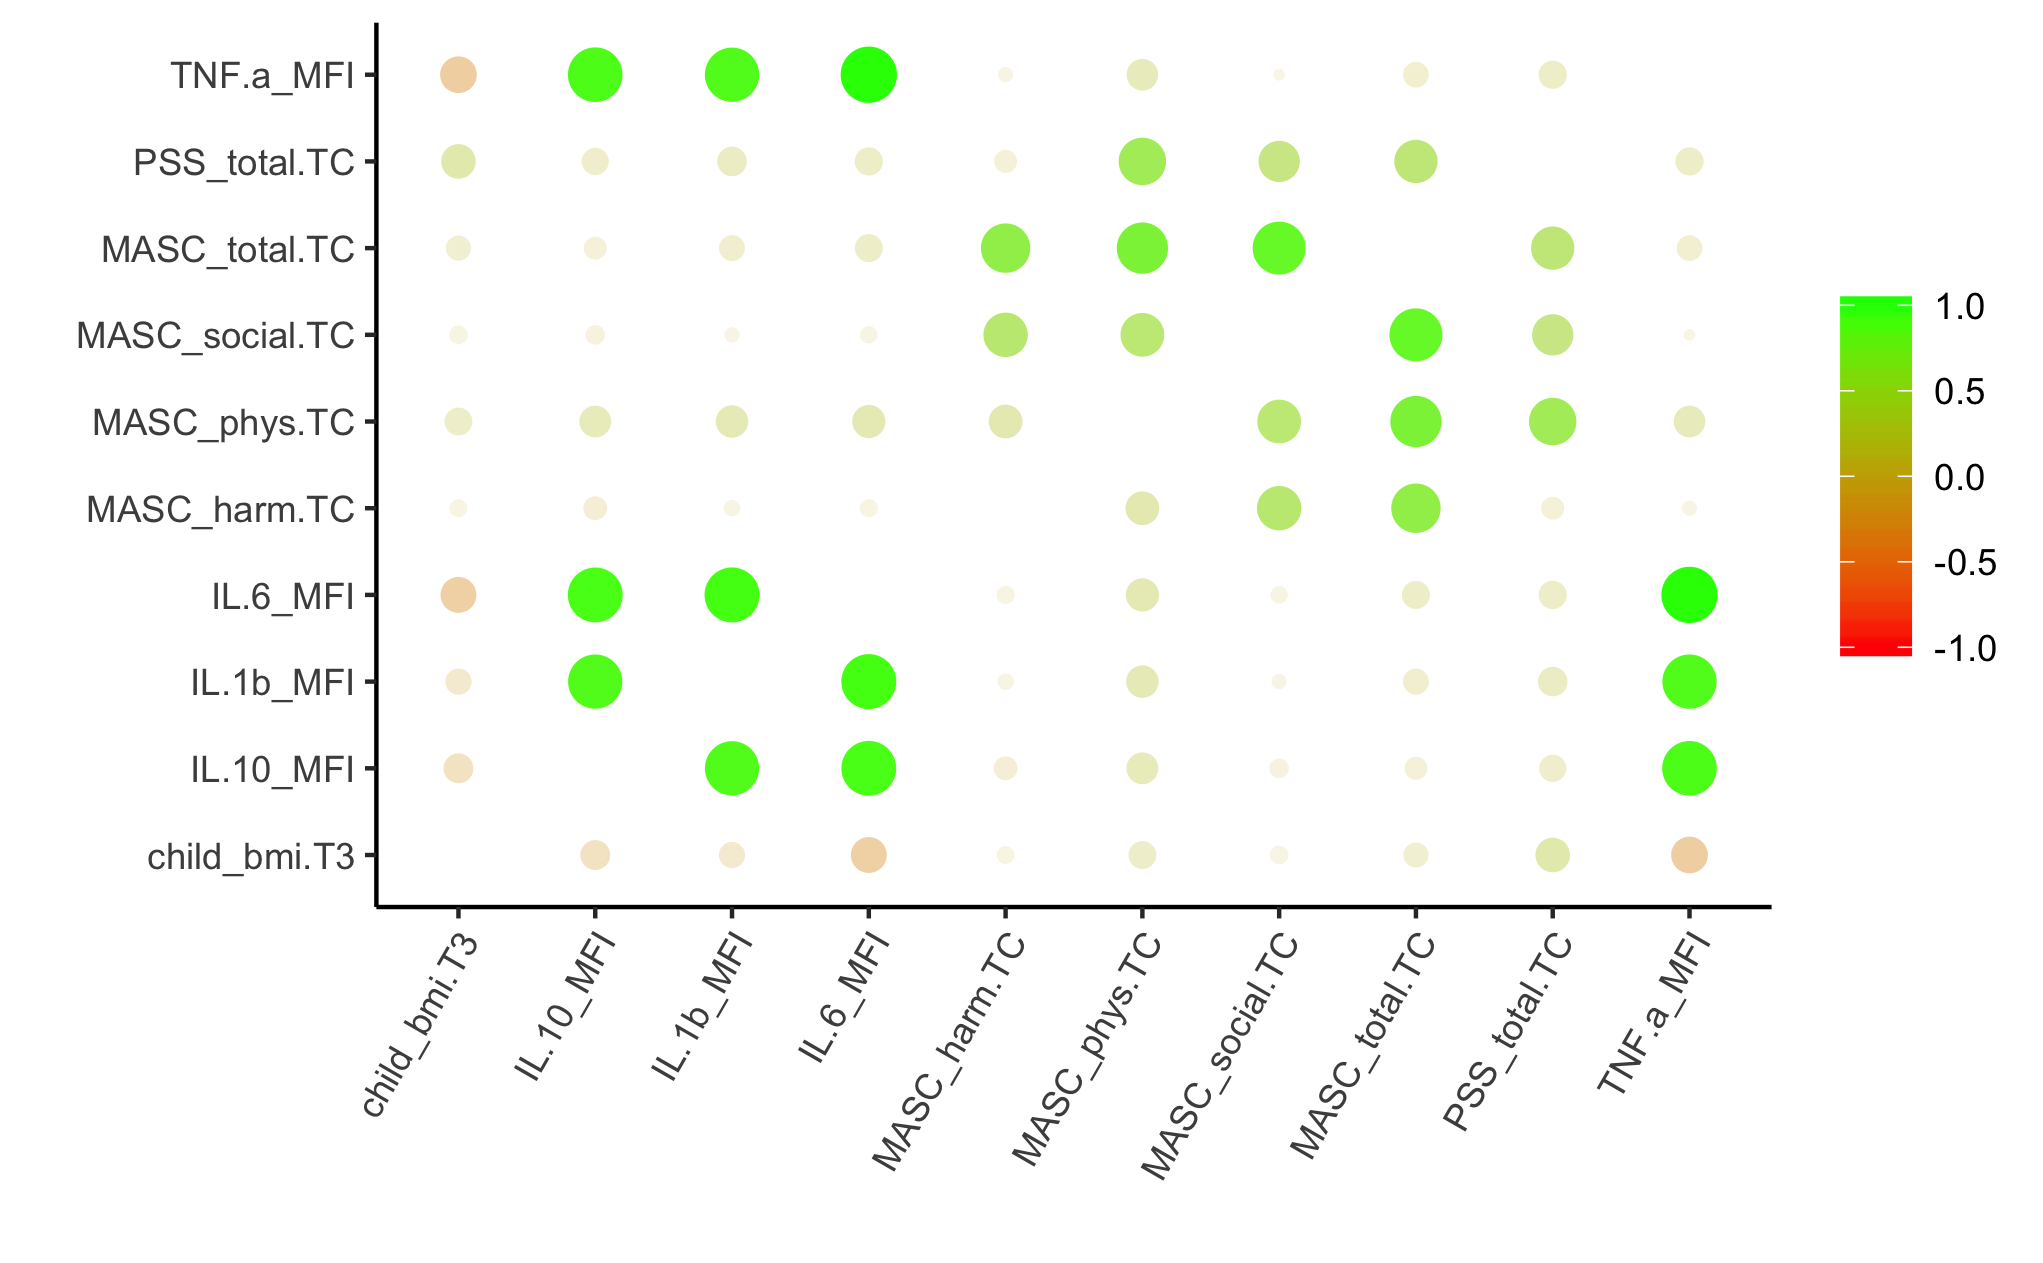 TNF.a_MFI
PSS_total.TC
MASC_total.TC
MASC_social.TC
MASC_phys.TC
MASC_harm.TC
IL.6_MFI
IL.1b_MFI
IL.10_MFI
child_bmi.T3
child_bmi.T3
IL.10_MFI
IL.1b_MFI
IL.6_MFI
MASC_harm.TC
MASC_phys.TC
MASC_social.TC
MASC_total.TC
PSS_total.TC
TNF.a_MFI
1.0
0.5
0.0
-0.5
-1.0